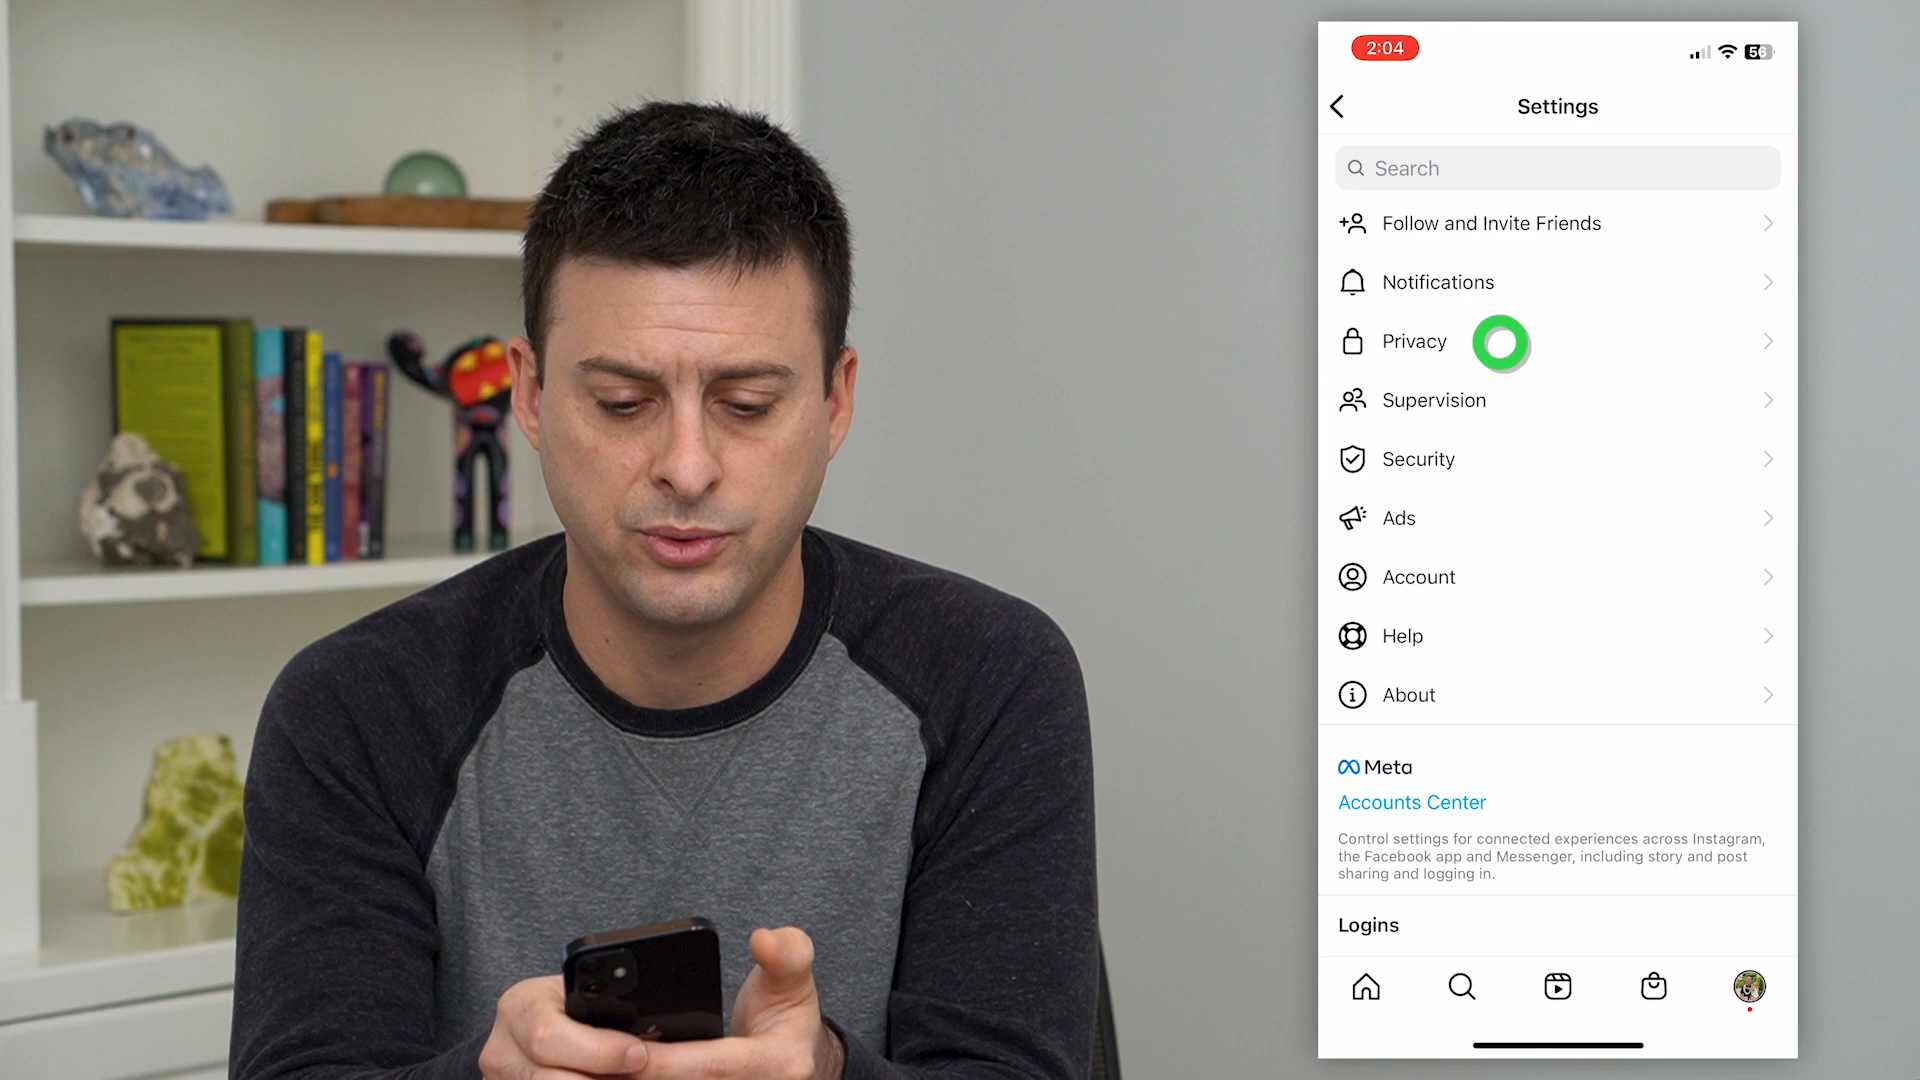 2:04
56
Settings
Search
Follow and Invite Friends
Notifications
Privacy
Supervision
Security
Ads
Account
Help
About
Meta
Accounts Center
Control settings for connected experiences across Instagram,
the Facebook app and Messenger, including story and post
sharing and logging in.
Logins